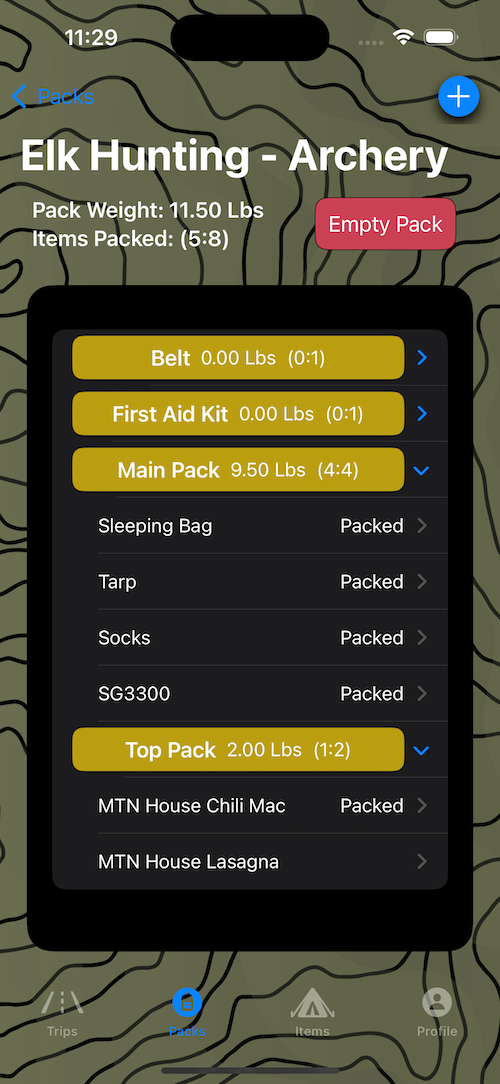 11:29
Packs
Elk Hunting - Archery
Pack Weight: 11.50 Lbs
Items Packed: (5:8)
Empty Pack
Belt 0.00 Lbs (0:1)
First Aid Kit 0.00 Lbs (0:1)
Main Pack 9.50 Lbs (4:4)
Sleeping Bag Packed
Tarp Packed
Socks Packed
SG3300 Packed
Top Pack 2.00 Lbs (1:2)
MTN House Chili Mac Packed
MTN House Lasagna
Trips Packs Items Profile